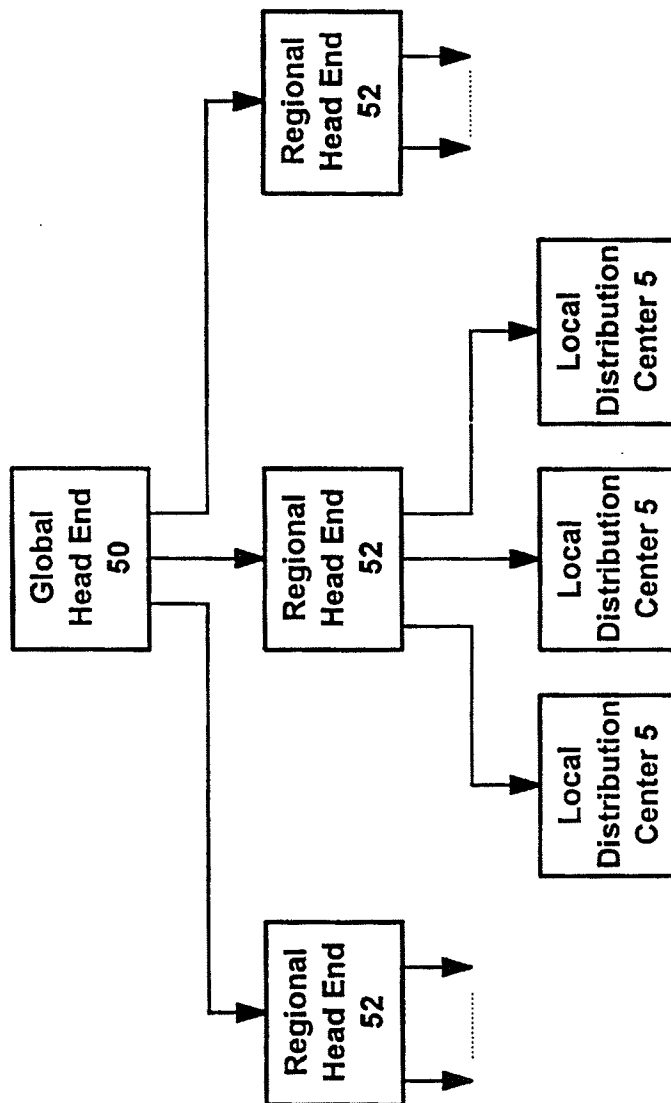 Global
Head End
50
Regional
Head End
52
Regional
Head End
52
Regional
Head End
52
Local
Distribution
Center 5
Local
Distribution
Center 5
Local
Distribution
Center 5